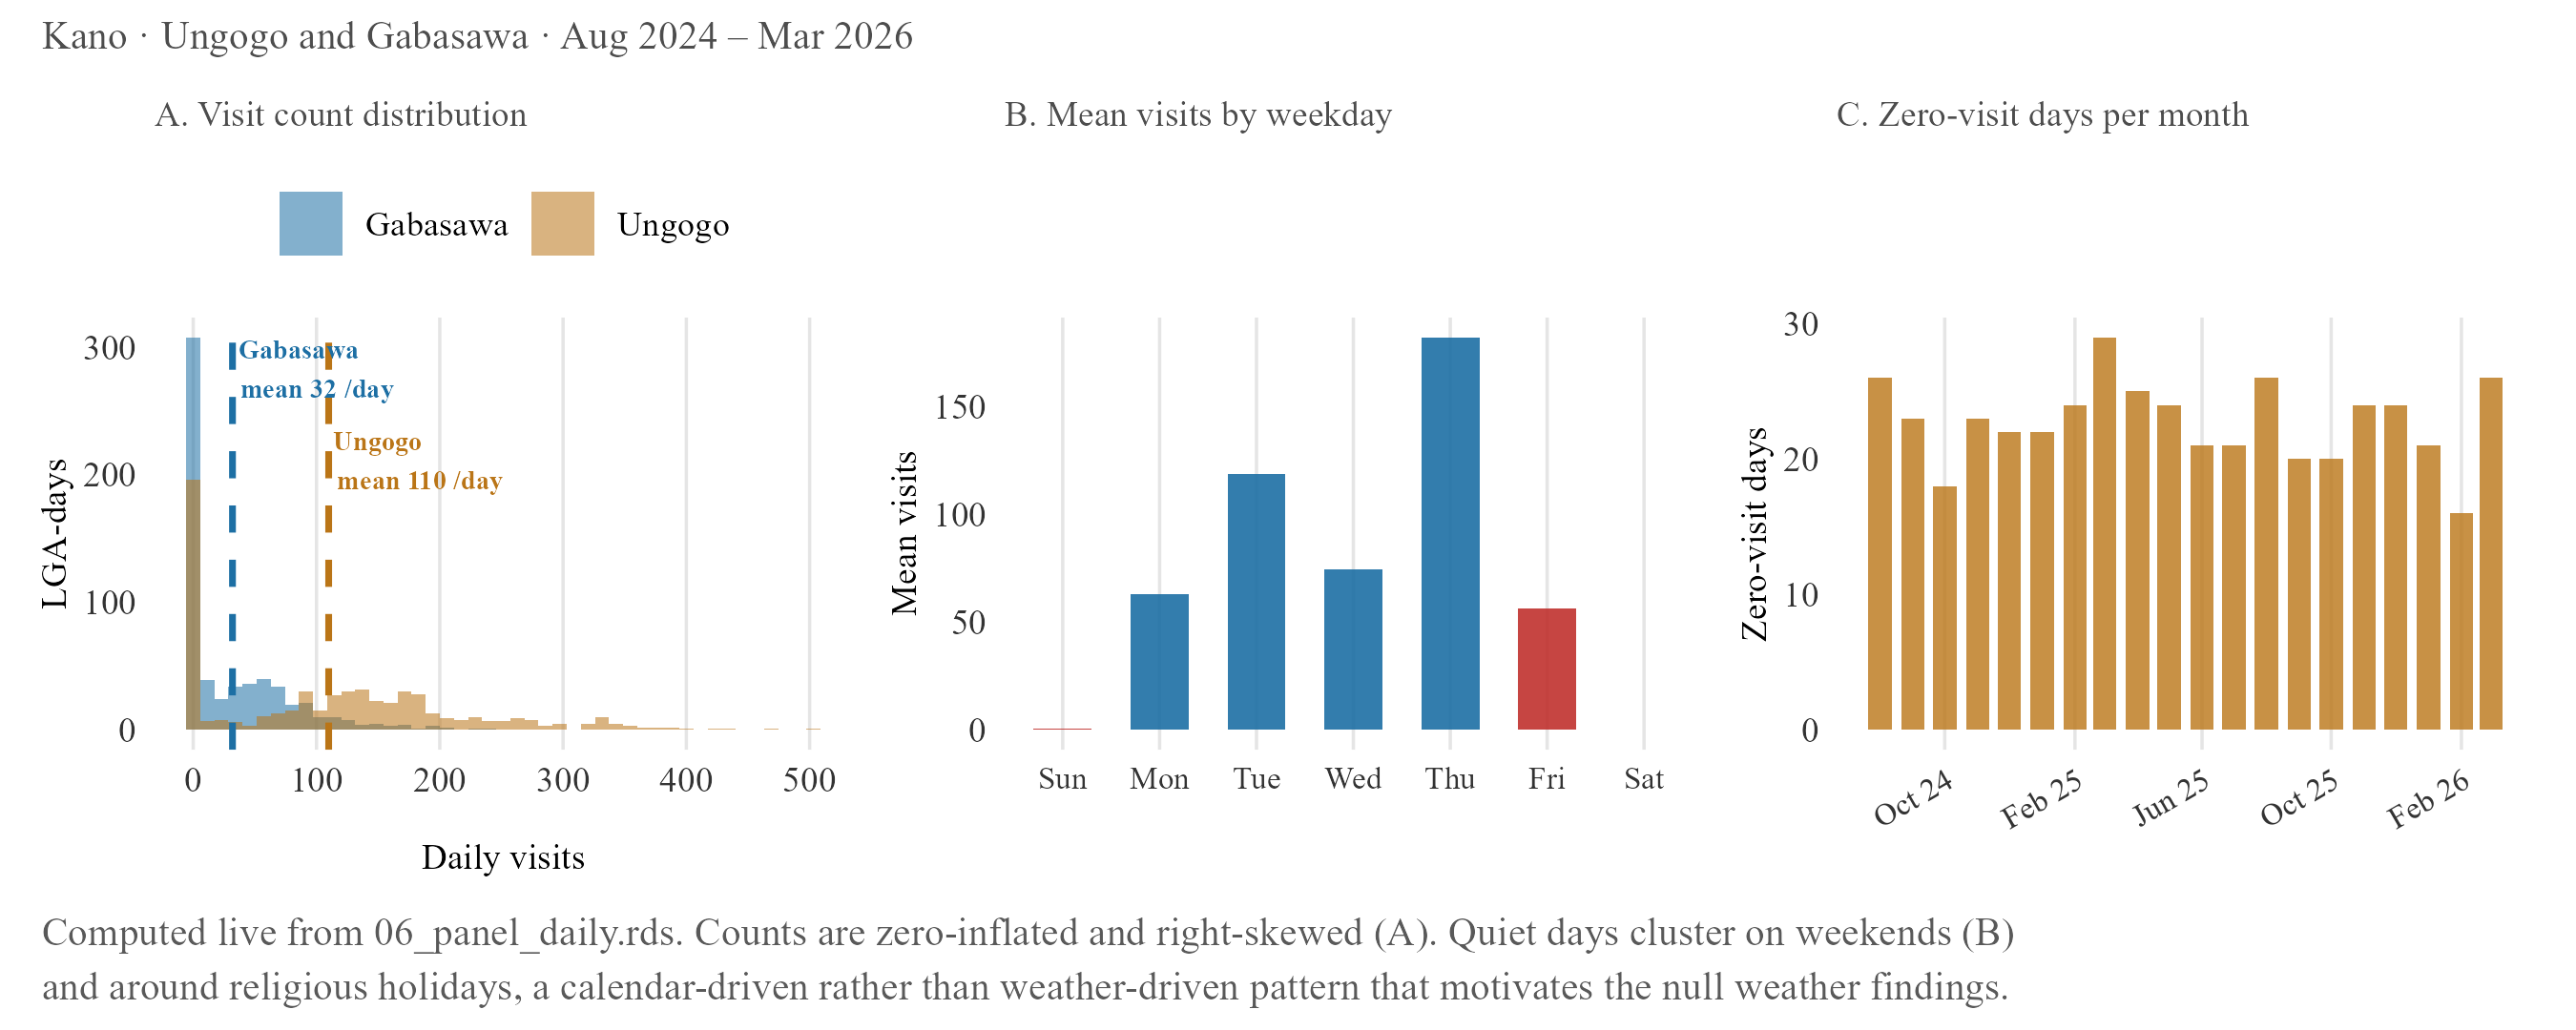 Kano · Ungogo and Gabasawa · Aug 2024 – Mar 2026
A. Visit count distribution
Gabasawa
Ungogo
LGA-days
300
200
100
0
Gabasawa
mean 32 /day
Ungogo
mean 110 /day
0 100 200 300 400 500
Daily visits
B. Mean visits by weekday
Mean visits
150
100
50
0
Sun Mon Tue Wed Thu Fri Sat
C. Zero-visit days per month
Zero-visit days
30
20
10
0
Oct 24 Feb 25 Jun 25 Oct 25 Feb 26
Computed live from 06_panel_daily.rds. Counts are zero-inflated and right-skewed (A). Quiet days cluster on weekends (B)
and around religious holidays, a calendar-driven rather than weather-driven pattern that motivates the null weather findings.